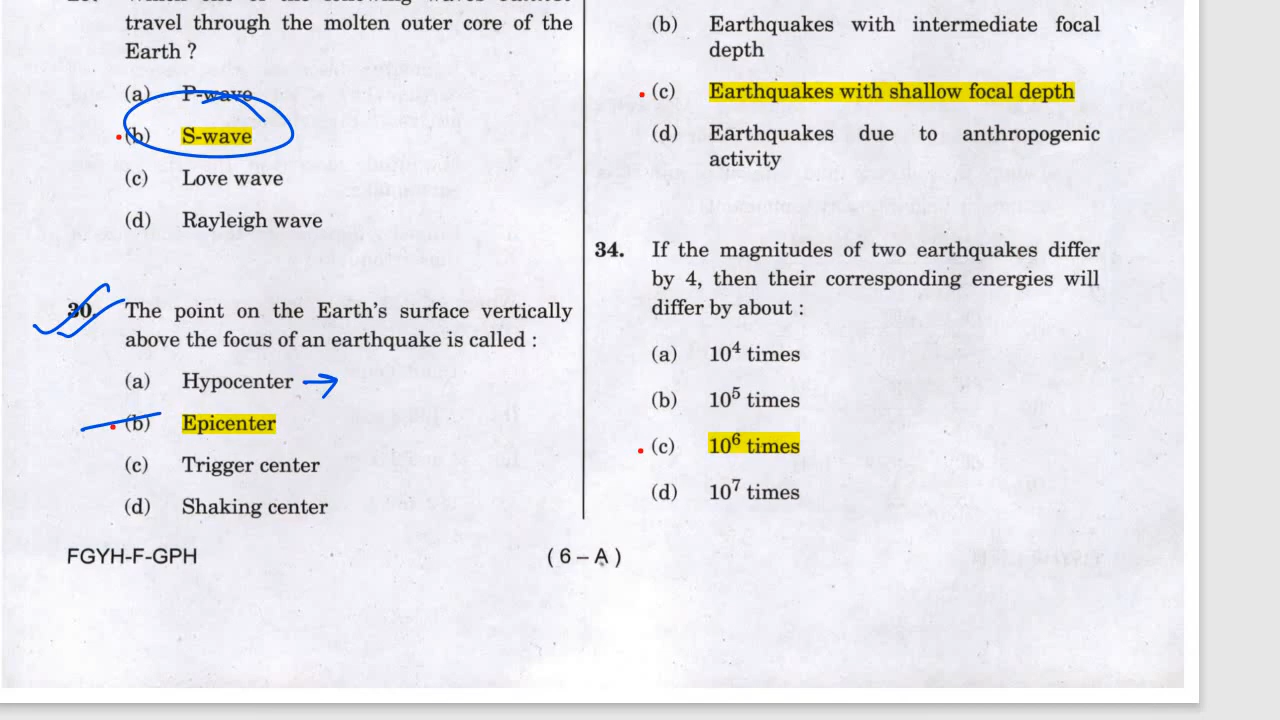 travel through the molten outer core of the
Earth ?
(a) P-wave
(b) S-wave
(c) Love wave
(d) Rayleigh wave
30. The point on the Earth's surface vertically
above the focus of an earthquake is called :
(a) Hypocenter
(b) Epicenter
(c) Trigger center
(d) Shaking center
(b) Earthquakes with intermediate focal
depth
(c) Earthquakes with shallow focal depth
(d) Earthquakes due to anthropogenic
activity
34. If the magnitudes of two earthquakes differ
by 4, then their corresponding energies will
differ by about :
(a) 10⁴ times
(b) 10⁵ times
(c) 10⁶ times
(d) 10⁷ times
FGYH-F-GPH
( 6 – A )